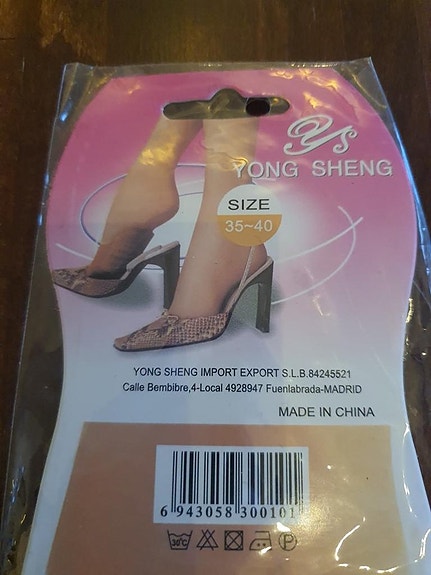 YS
YONG SHENG
SIZE
35~40
YONG SHENG IMPORT EXPORT S.L.B.84245521
Calle Bembibre,4-Local 4928947 Fuenlabrada-MADRID
MADE IN CHINA
6 943058 300101
30°C P